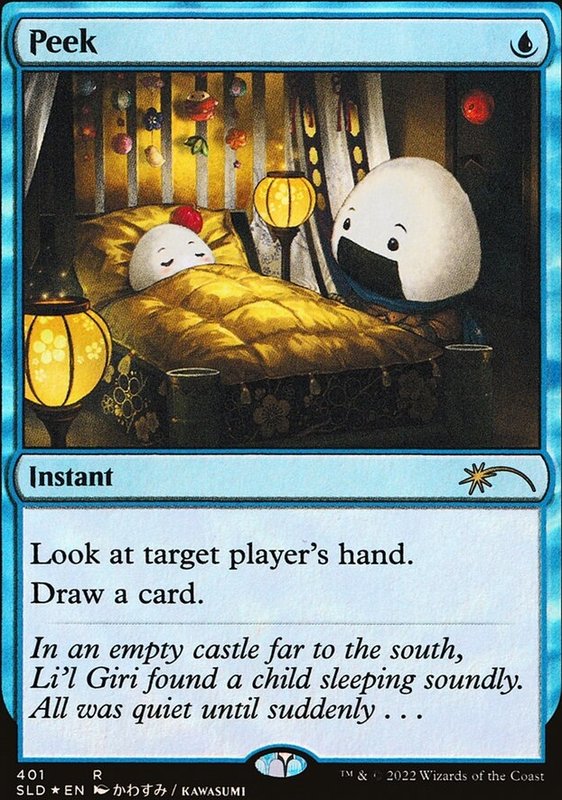 Peek
Instant
Look at target player's hand.
Draw a card.
In an empty castle far to the south,
Li'l Giri found a child sleeping soundly.
All was quiet until suddenly . . .
401 R
SLD ★ EN かわすみ / KAWASUMI
™ & © 2022 Wizards of the Coast